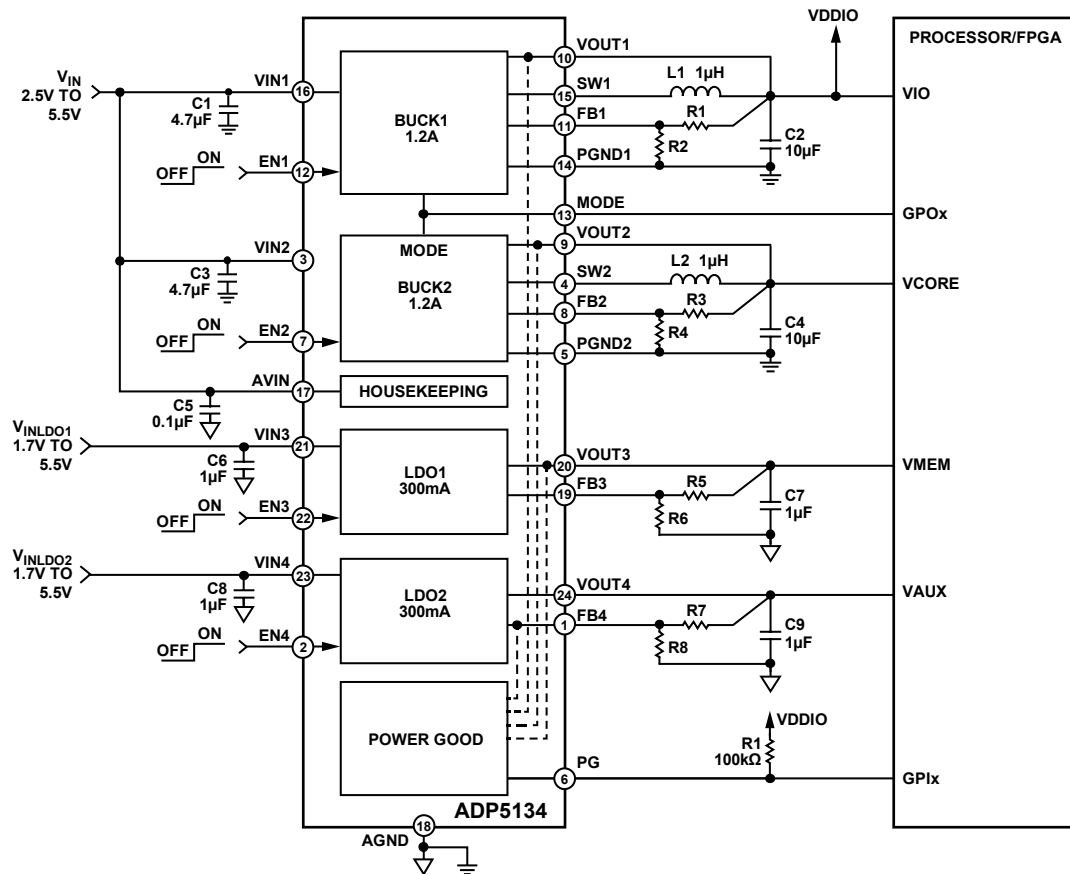 VIN
2.5V TO
5.5V
C1
4.7µF
VIN1
16
OFF
ON
EN1
12
BUCK1
1.2A
10
VOUT1
15
SW1
L1 1µH
11
FB1
R1
R2
14
PGND1
C2
10µF
VDDIO
PROCESSOR/FPGA
VIO
13
MODE
GPOx
C3
4.7µF
VIN2
3
OFF
ON
EN2
7
MODE
BUCK2
1.2A
9
VOUT2
4
SW2
L2 1µH
8
FB2
R3
R4
5
PGND2
C4
10µF
VCORE
AVIN
17
C5
0.1µF
HOUSEKEEPING
VINLDO1
1.7V TO
5.5V
C6
1µF
VIN3
21
OFF
ON
EN3
22
LDO1
300mA
20
VOUT3
19
FB3
R5
R6
C7
1µF
VMEM
VINLDO2
1.7V TO
5.5V
C8
1µF
VIN4
23
OFF
ON
EN4
2
LDO2
300mA
24
VOUT4
1
FB4
R7
R8
C9
1µF
VAUX
POWER GOOD
6
PG
VDDIO
R1
100kΩ
GPIx
ADP5134
AGND
18